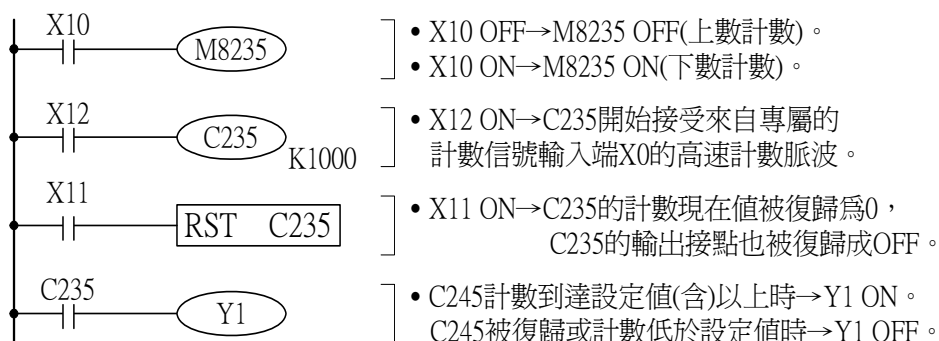 X10
M8235
• X10 OFF→M8235 OFF(上數計數)。
• X10 ON→M8235 ON(下數計數)。
X12
C235
K1000
• X12 ON→C235開始接受來自專屬的
計數信號輸入端X0的高速計數脈波。
X11
RST C235
• X11 ON→C235的計數現在值被復歸爲0，
C235的輸出接點也被復歸成OFF。
C235
Y1
• C245計數到達設定值(含)以上時→Y1 ON。
C245被復歸或計數低於設定值時→Y1 OFF。